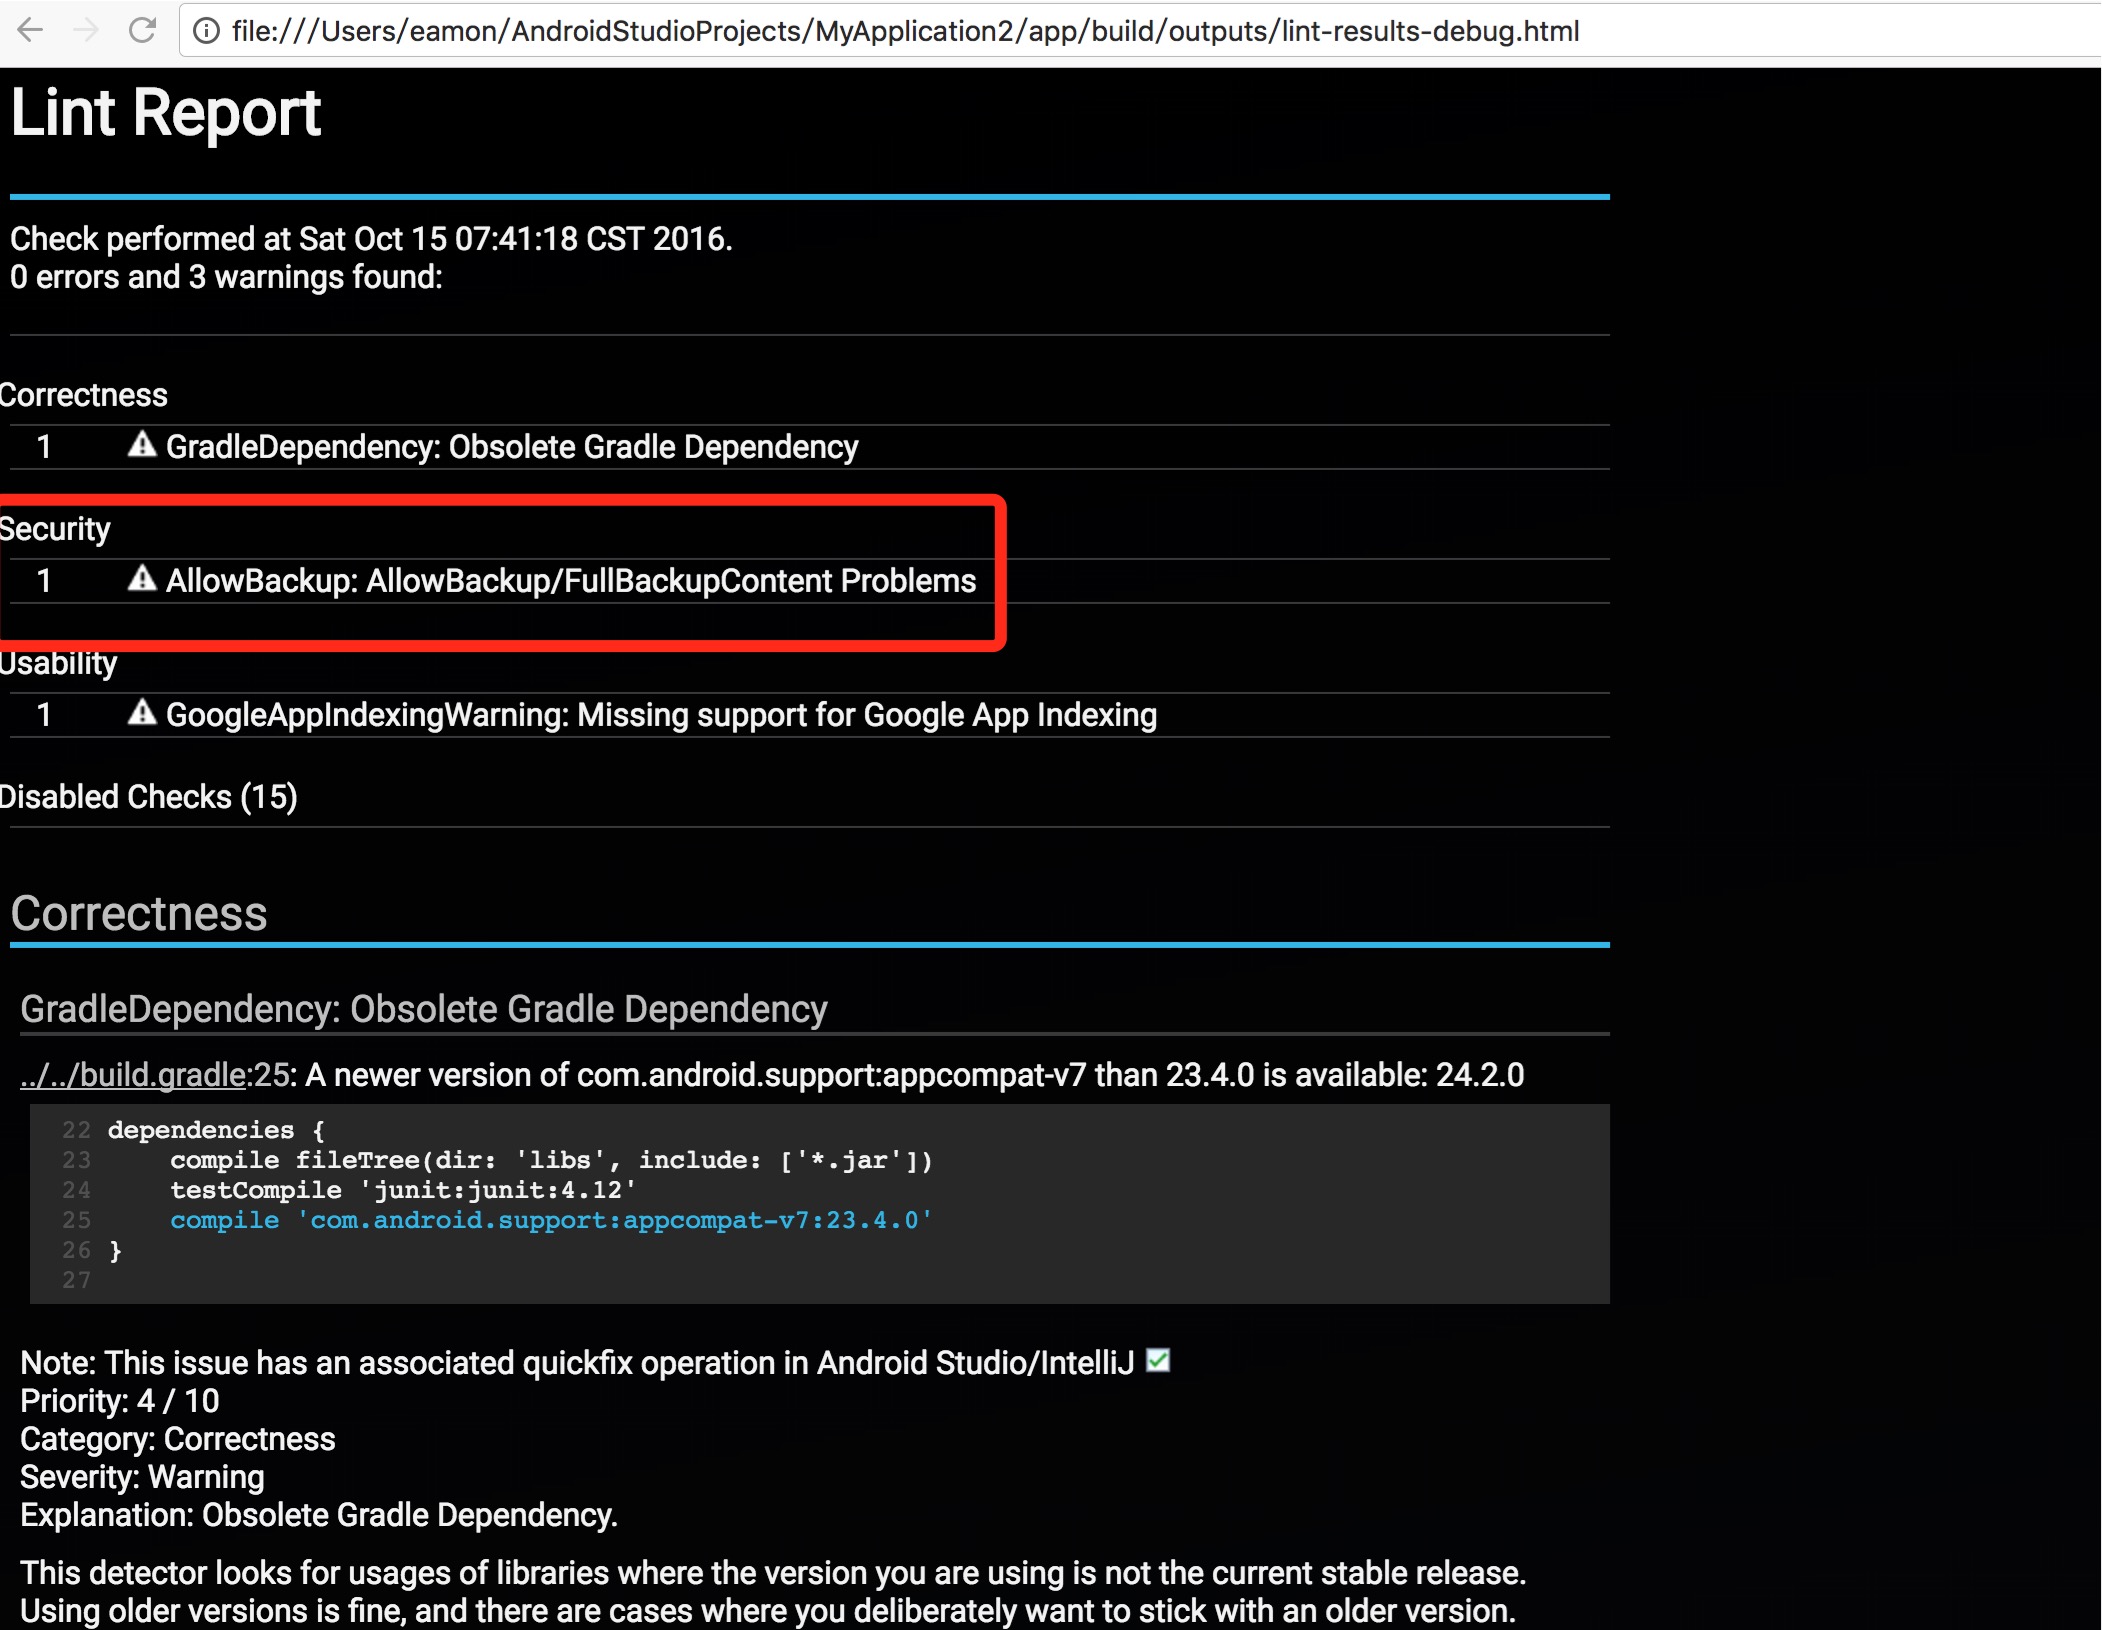 file:///Users/eamon/AndroidStudioProjects/MyApplication2/app/build/outputs/lint-results-debug.html
Lint Report
Check performed at Sat Oct 15 07:41:18 CST 2016.
0 errors and 3 warnings found:
Correctness
1 GradleDependency: Obsolete Gradle Dependency
Security
1 AllowBackup: AllowBackup/FullBackupContent Problems
Usability
1 GoogleAppIndexingWarning: Missing support for Google App Indexing
Disabled Checks (15)
Correctness
GradleDependency: Obsolete Gradle Dependency
../../build.gradle:25: A newer version of com.android.support:appcompat-v7 than 23.4.0 is available: 24.2.0
22 dependencies {
23     compile fileTree(dir: 'libs', include: ['*.jar'])
24     testCompile 'junit:junit:4.12'
25     compile 'com.android.support:appcompat-v7:23.4.0'
26 }
27
Note: This issue has an associated quickfix operation in Android Studio/IntelliJ
Priority: 4 / 10
Category: Correctness
Severity: Warning
Explanation: Obsolete Gradle Dependency.
This detector looks for usages of libraries where the version you are using is not the current stable release.
Using older versions is fine, and there are cases where you deliberately want to stick with an older version.